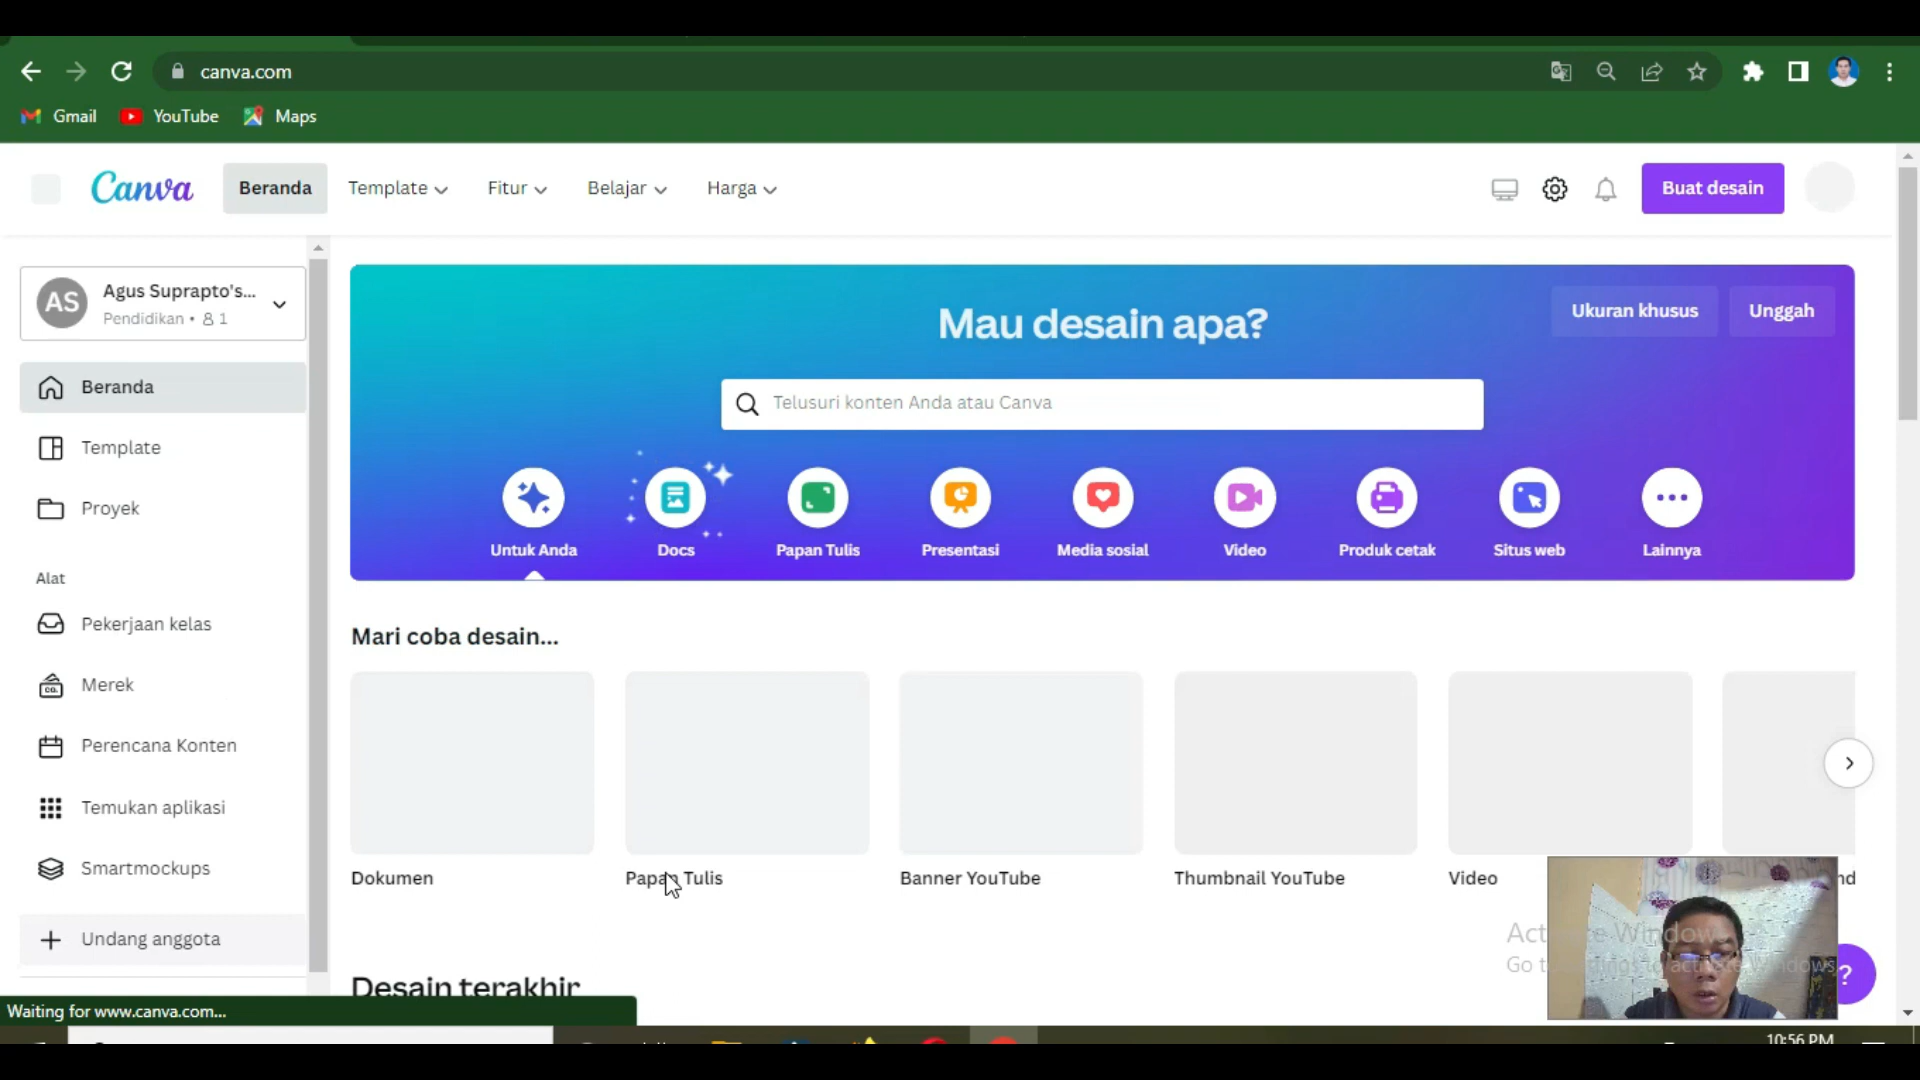 canva.com
Gmail
YouTube
Maps
Canva
Beranda
Template
Fitur
Belajar
Harga
Buat desain
AS
Agus Suprapto's...
Pendidikan • 1
Beranda
Template
Proyek
Alat
Pekerjaan kelas
CO.
Merek
Perencana Konten
Temukan aplikasi
Smartmockups
Undang anggota
Mau desain apa?
Ukuran khusus
Unggah
Telusuri konten Anda atau Canva
Untuk Anda
Docs
Papan Tulis
Presentasi
Media sosial
Video
Produk cetak
Situs web
Lainnya
Mari coba desain...
Dokumen
Papan Tulis
Banner YouTube
Thumbnail YouTube
Video
Desain terakhir
Waiting for www.canva.com...
?
10:56 PM